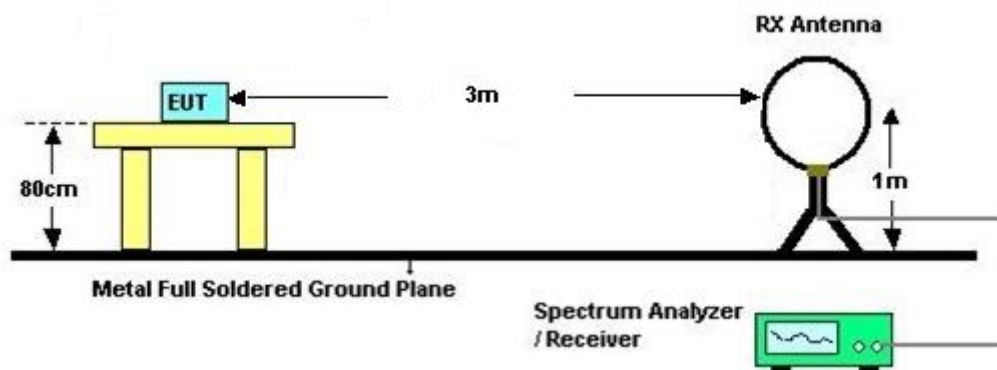 RX Antenna
EUT
3m
80cm
1m
Metal Full Soldered Ground Plane
Spectrum Analyzer
/ Receiver